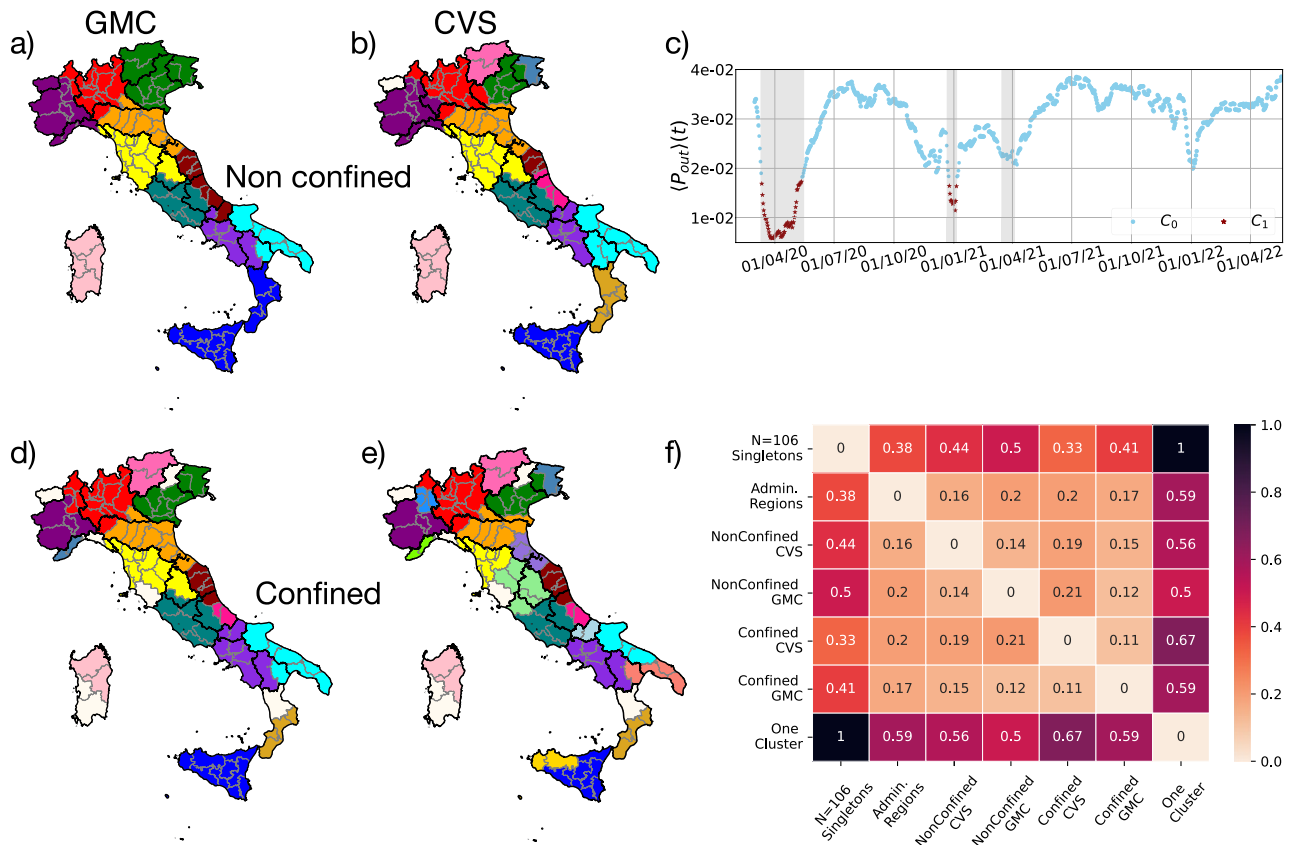 GMC
CVS
a)
b)
c)
Non confined
4e-02
3e-02
2e-02
1e-02
⟨P_out⟩(t)
C_0
C_1
01/04/20
01/07/20
01/10/20
01/01/21
01/04/21
01/07/21
01/10/21
01/01/22
01/04/22
d)
e)
f)
Confined
N=106
Singletons
0 0.38 0.44 0.5 0.33 0.41 1
Admin.
Regions
0.38 0 0.16 0.2 0.2 0.17 0.59
NonConfined
CVS
0.44 0.16 0 0.14 0.19 0.15 0.56
NonConfined
GMC
0.5 0.2 0.14 0 0.21 0.12 0.5
Confined
CVS
0.33 0.2 0.19 0.21 0 0.11 0.67
Confined
GMC
0.41 0.17 0.15 0.12 0.11 0 0.59
One
Cluster
1 0.59 0.56 0.5 0.67 0.59 0
N=106
Singletons
Admin.
Regions
NonConfined
CVS
NonConfined
GMC
Confined
CVS
Confined
GMC
One
Cluster
1.0
0.8
0.6
0.4
0.2
0.0